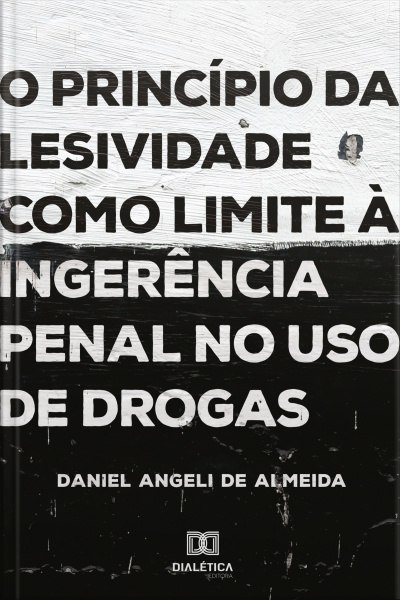 O PRINCÍPIO DA
LESIVIDADE
COMO LIMITE À
INGERÊNCIA
PENAL NO USO
DE DROGAS
DANIEL ANGELI DE ALMEIDA
DIALÉTICA
EDITORA